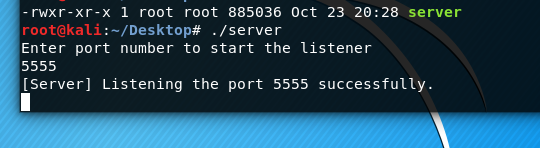 -rwxr-xr-x 1 root root 885036 Oct 23 20:28 server
root@kali:~/Desktop# ./server
Enter port number to start the listener
5555
[Server] Listening the port 5555 successfully.